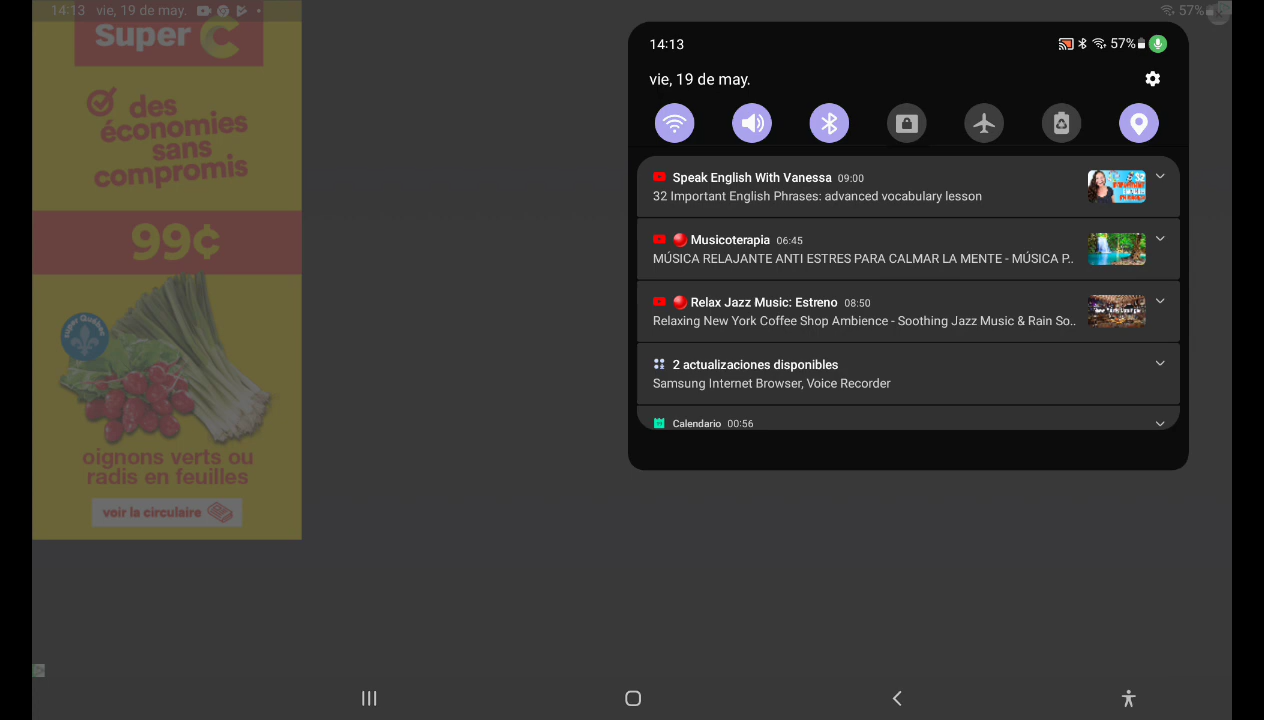 14:13 vie, 19 de may.
57%
Super C
des
économies
sans
compromis
99¢
super Québec
oignons verts ou
radis en feuilles
voir la circulaire
14:13
57%
vie, 19 de may.
Speak English With Vanessa 09:00
32 Important English Phrases: advanced vocabulary lesson
Musicoterapia 06:45
MÚSICA RELAJANTE ANTI ESTRES PARA CALMAR LA MENTE - MÚSICA P..
Relax Jazz Music: Estreno 08:50
Relaxing New York Coffee Shop Ambience - Soothing Jazz Music & Rain So..
2 actualizaciones disponibles
Samsung Internet Browser, Voice Recorder
Calendario 00:56